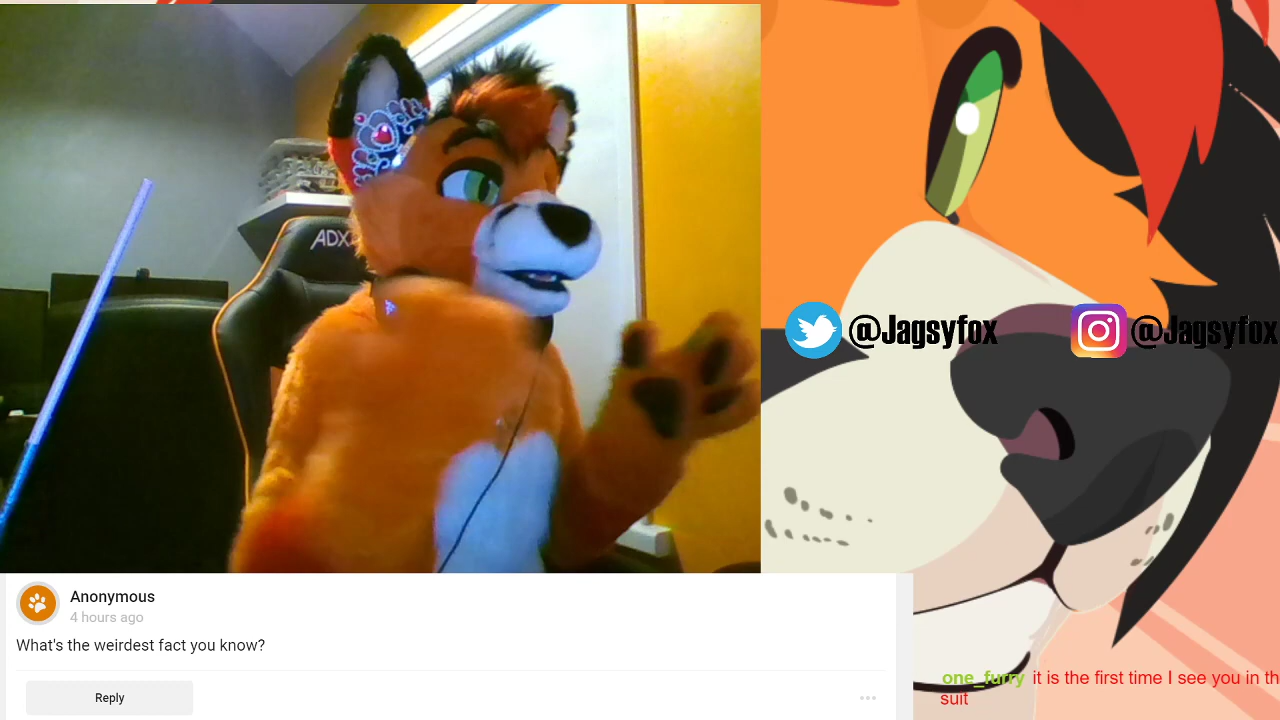 ADX
@Jagsyfox @Jagsyfox
Anonymous
4 hours ago
What's the weirdest fact you know?
Reply
one_furry it is the first time I see you in th
suit